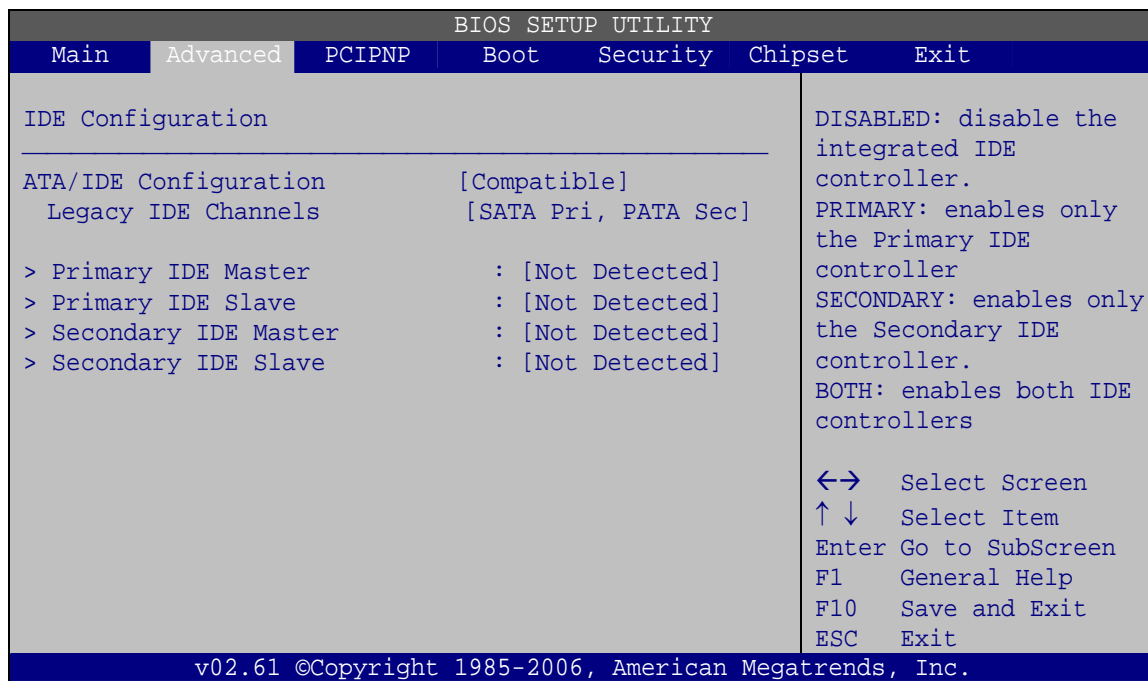 BIOS SETUP UTILITY
Main Advanced PCIPNP Boot Security Chipset Exit
IDE Configuration
ATA/IDE Configuration [Compatible]
Legacy IDE Channels [SATA Pri, PATA Sec]
> Primary IDE Master : [Not Detected]
> Primary IDE Slave : [Not Detected]
> Secondary IDE Master : [Not Detected]
> Secondary IDE Slave : [Not Detected]
DISABLED: disable the
integrated IDE
controller.
PRIMARY: enables only
the Primary IDE
controller
SECONDARY: enables only
the Secondary IDE
controller.
BOTH: enables both IDE
controllers
←→ Select Screen
↑ ↓ Select Item
Enter Go to SubScreen
F1 General Help
F10 Save and Exit
ESC Exit
v02.61 ©Copyright 1985-2006, American Megatrends, Inc.